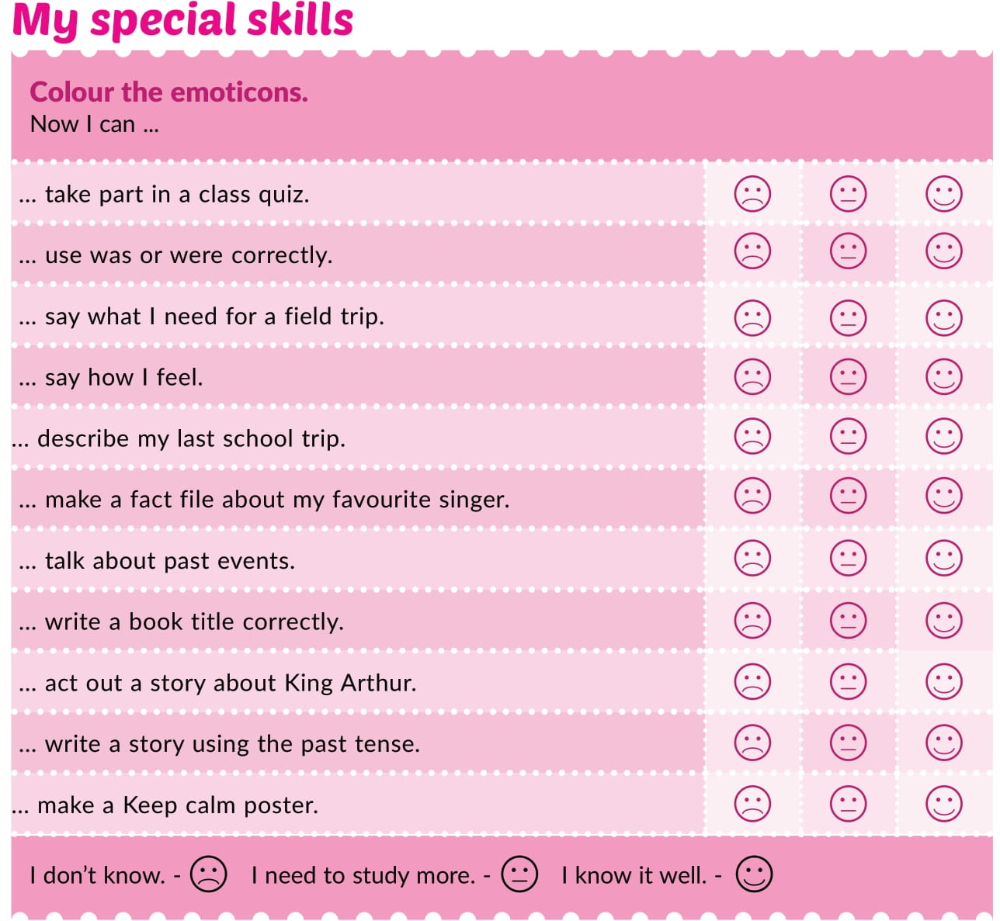 My special skills
Colour the emoticons.
Now I can ...
... take part in a class quiz.
... use was or were correctly.
... say what I need for a field trip.
... say how I feel.
... describe my last school trip.
... make a fact file about my favourite singer.
... talk about past events.
... write a book title correctly.
... act out a story about King Arthur.
... write a story using the past tense.
... make a Keep calm poster.
I don’t know. - I need to study more. - I know it well. -